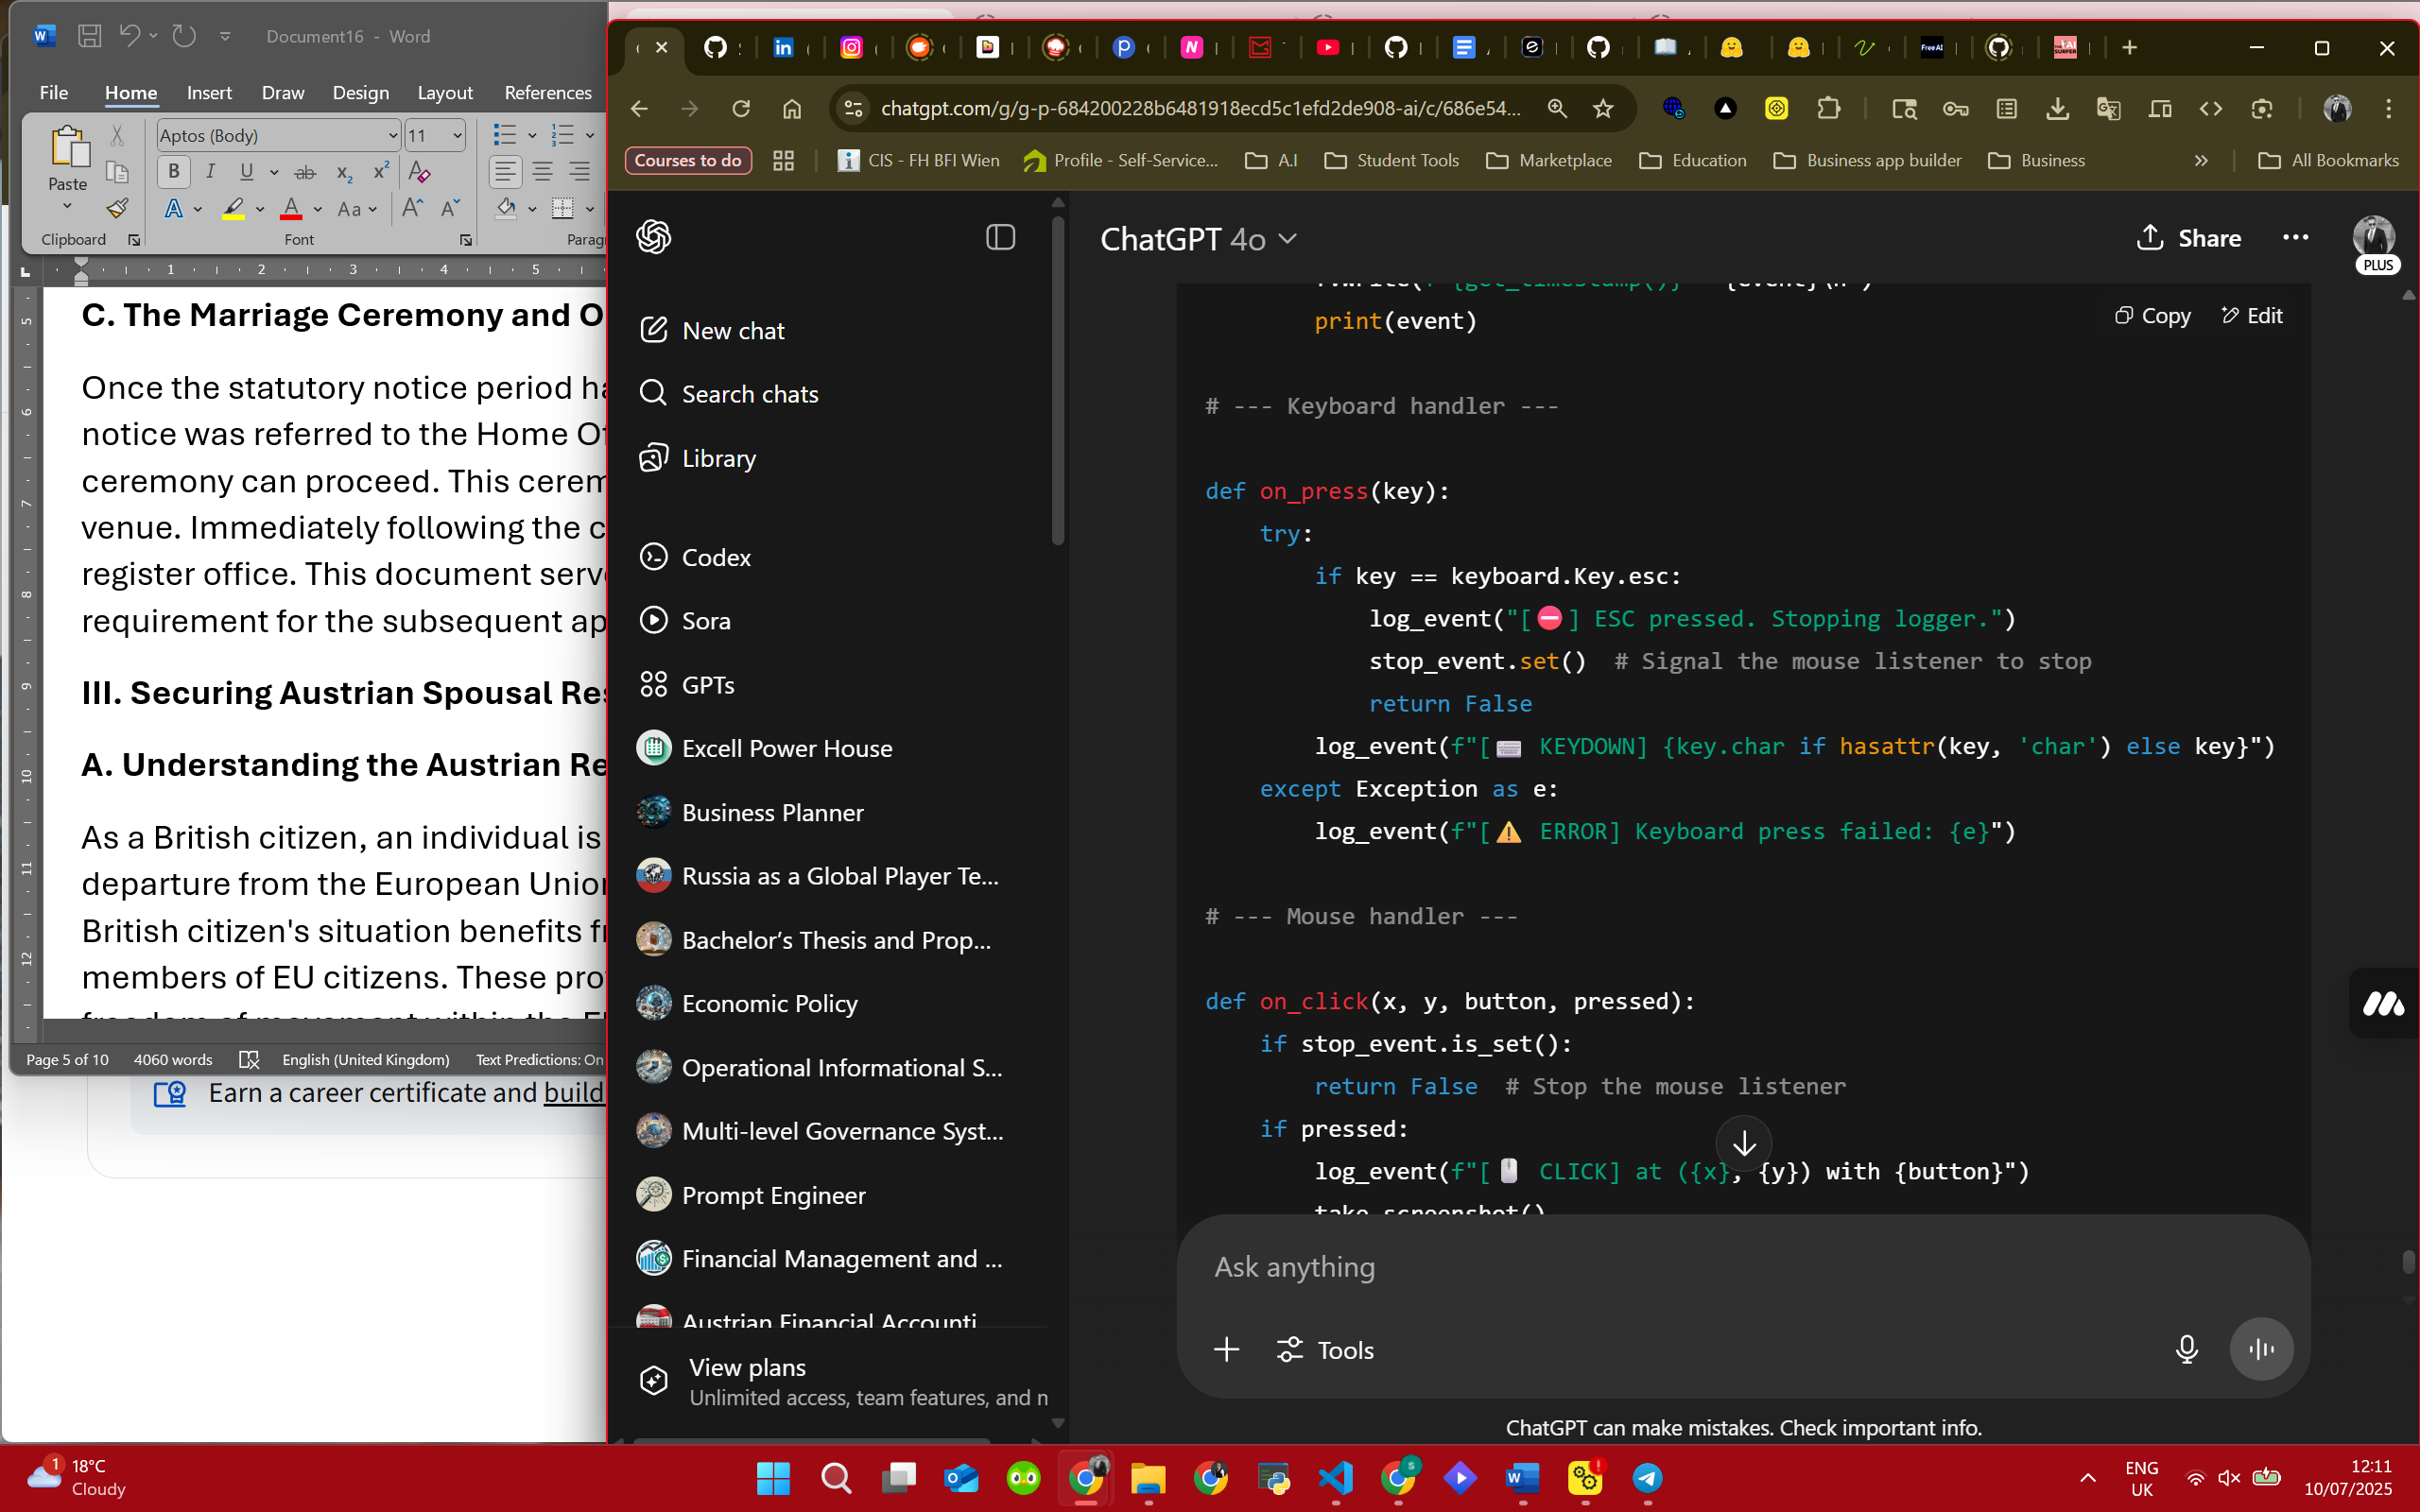 Document16 - Word
File Home Insert Draw Design Layout References
Aptos (Body) 11
Paste
Clipboard Font
C. The Marriage Ceremony and O
Once the statutory notice period
notice was referred to the Home
ceremony can proceed. This
venue. Immediately following the
register office. This document
requirement for the subsequent
III. Securing Austrian Spousal
A. Understanding the Austrian
As a British citizen, an individual is
departure from the European
British citizen's situation benefits
members of EU citizens. These
freedom of movement within the
Page 5 of 10 4060 words English (United Kingdom) Text Predictions: On
Earn a career certificate and build
chatgpt.com/g/g-p-684200228b6481918ecd5c1efd2de908-ai/c/686e54...
Courses to do CIS - FH BFI Wien Profile - Self-Service... A.I Student Tools Marketplace Education Business app builder Business » All Bookmarks
New chat
Search chats
Library
Codex
Sora
GPTs
Excell Power House
Business Planner
Russia as a Global Player Te...
Bachelor’s Thesis and Prop...
Economic Policy
Operational Informational S...
Multi-level Governance Syst...
Prompt Engineer
Financial Management and ...
Austrian Financial Accounti
View plans
Unlimited access, team features, and
ChatGPT 4o
Share
PLUS
Copy Edit
print(event)
# --- Keyboard handler ---
def on_press(key):
try:
if key == keyboard.Key.esc:
log_event("[⛔] ESC pressed. Stopping logger.")
stop_event.set() # Signal the mouse listener to stop
return False
log_event(f"[⌨️ KEYDOWN] {key.char if hasattr(key, 'char') else key}")
except Exception as e:
log_event(f"[⚠️ ERROR] Keyboard press failed: {e}")
# --- Mouse handler ---
def on_click(x, y, button, pressed):
if stop_event.is_set():
return False # Stop the mouse listener
if pressed:
log_event(f"[🖱️ CLICK] at ({x}, {y}) with {button}")
take_screenshot()
Ask anything
Tools
ChatGPT can make mistakes. Check important info.
1
18°C
Cloudy
ENG
UK
12:11
10/07/2025